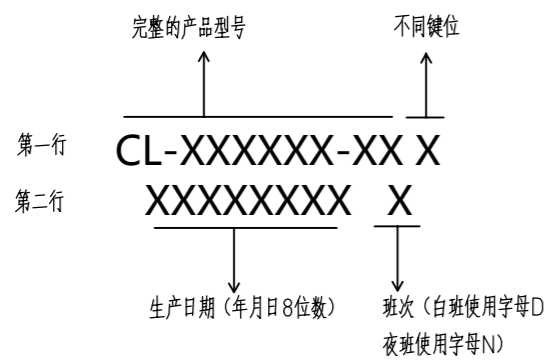 完整的产品型号 不同键位
第一行 CL-XXXXXX-XX X
第二行 XXXXXXXX X
生产日期（年月日8位数） 班次（白班使用字母D
夜班使用字母N）